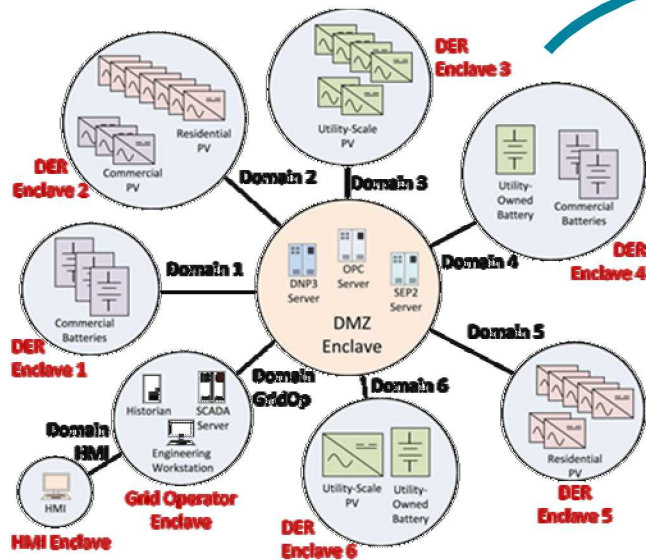 DER
Enclave 3
Utility-Scale
PV
Residential
PV
Commercial
PV
DER
Enclave 2
Domain 2
Domain 3
Utility-
Owned
Battery
Commercial
Batteries
DER
Enclave 4
Domain 4
Domain 1
DNP3
Server
OPC
Server
SEP2
Server
DMZ
Enclave
Commercial
Batteries
DER
Enclave 1
Domain 5
Domain
GridOp
Domain 6
Historian
SCADA
Server
Engineering
Workstation
Domain
HMI
HMI
HMI Enclave
Grid Operator
Enclave
Utility-Scale
PV
Utility-
Owned
Battery
DER
Enclave 6
Residential
PV
DER
Enclave 5